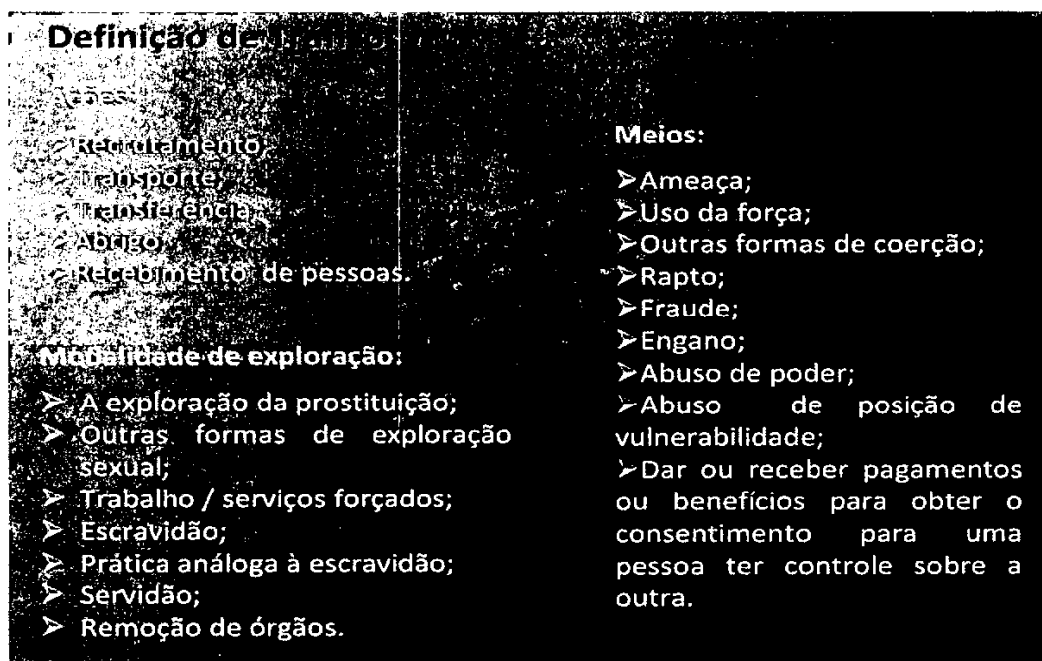 Definição de
Ações:
➢ Recrutamento;
➢ Transporte;
➢ Transferência;
➢ Abrigo;
➢ Recebimento de pessoas.
Modalidade de exploração:
➢ A exploração da prostituição;
➢ Outras formas de exploração
sexual;
➢ Trabalho / serviços forçados;
➢ Escravidão;
➢ Prática análoga à escravidão;
➢ Servidão;
➢ Remoção de órgãos.
Meios:
➢Ameaça;
➢Uso da força;
➢Outras formas de coerção;
➢Rapto;
➢Fraude;
➢Engano;
➢Abuso de poder;
➢Abuso de posição de
vulnerabilidade;
➢Dar ou receber pagamentos
ou benefícios para obter o
consentimento para uma
pessoa ter controle sobre a
outra.